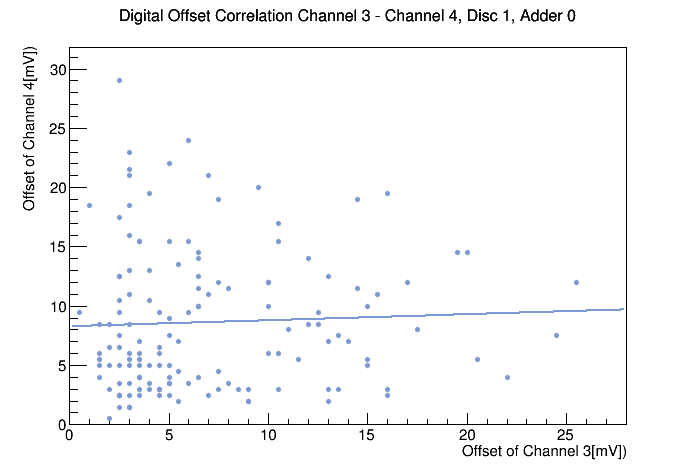 Digital Offset Correlation Channel 3 - Channel 4, Disc 1, Adder 0
Offset of Channel 4[mV])
30
25
20
15
10
5
0
0 5 10 15 20 25
Offset of Channel 3[mV])